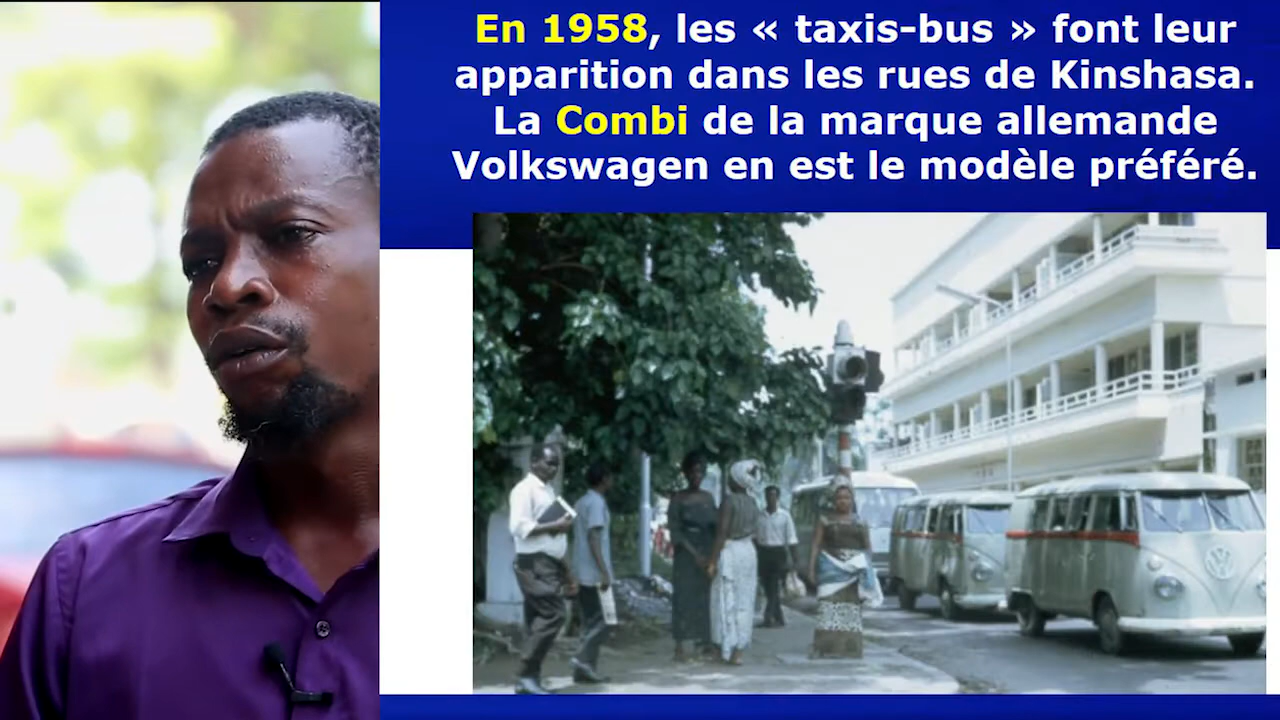 En 1958, les « taxis-bus » font leur
apparition dans les rues de Kinshasa.
La Combi de la marque allemande
Volkswagen en est le modèle préféré.